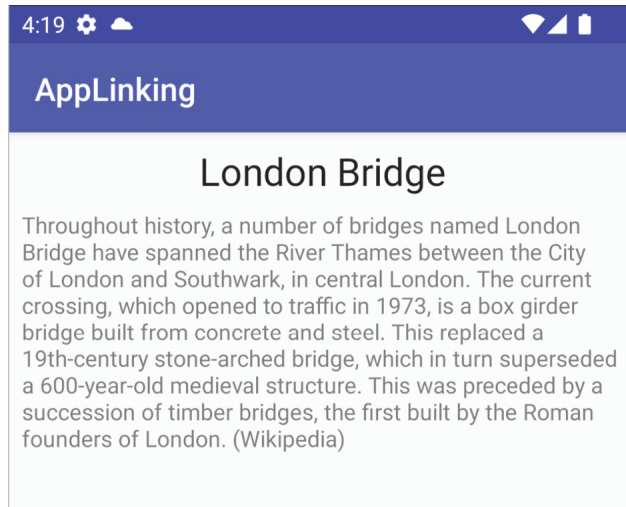 4:19
AppLinking
London Bridge
Throughout history, a number of bridges named London
Bridge have spanned the River Thames between the City
of London and Southwark, in central London. The current
crossing, which opened to traffic in 1973, is a box girder
bridge built from concrete and steel. This replaced a
19th-century stone-arched bridge, which in turn superseded
a 600-year-old medieval structure. This was preceded by a
succession of timber bridges, the first built by the Roman
founders of London. (Wikipedia)